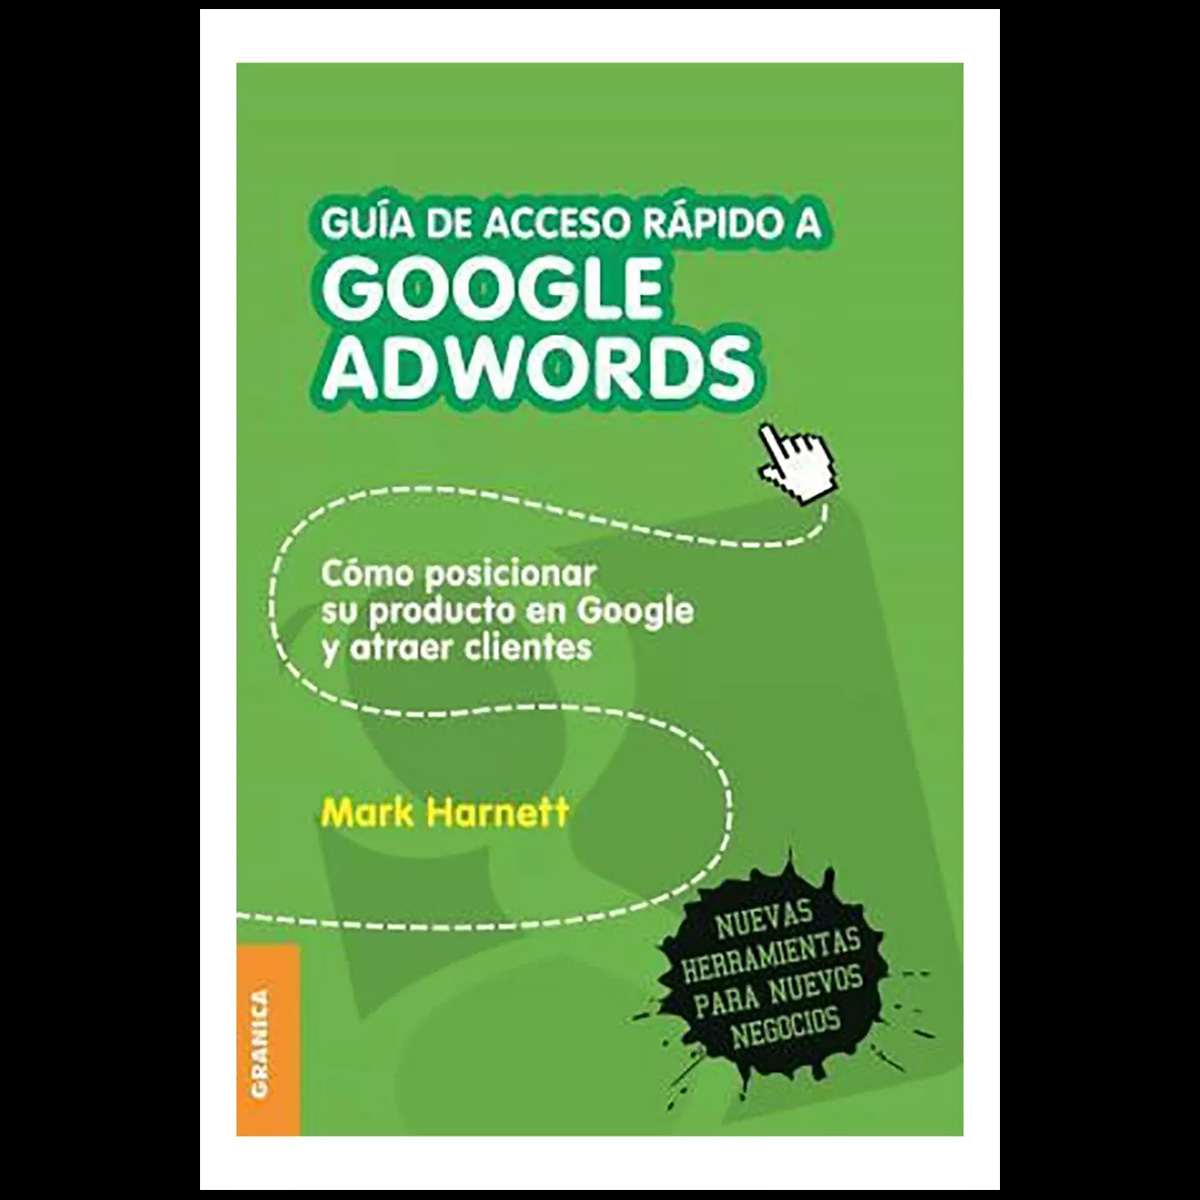 GUÍA DE ACCESO RÁPIDO A
GOOGLE
ADWORDS
Cómo posicionar
su producto en Google
y atraer clientes
Mark Harnett
NUEVAS
HERRAMIENTAS
PARA NUEVOS
NEGOCIOS
GRANICA